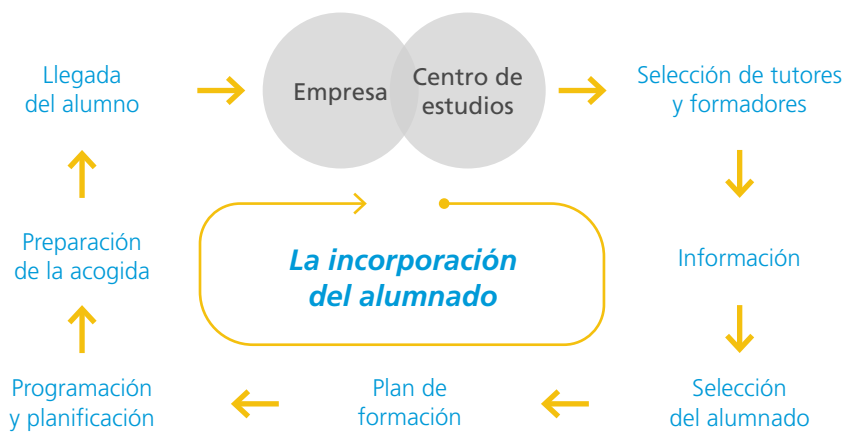 Llegada
del alumno
Empresa
Centro de
estudios
Selección de tutores
y formadores
Preparación
de la acogida
La incorporación
del alumnado
Información
Programación
y planificación
Plan de
formación
Selección
del alumnado